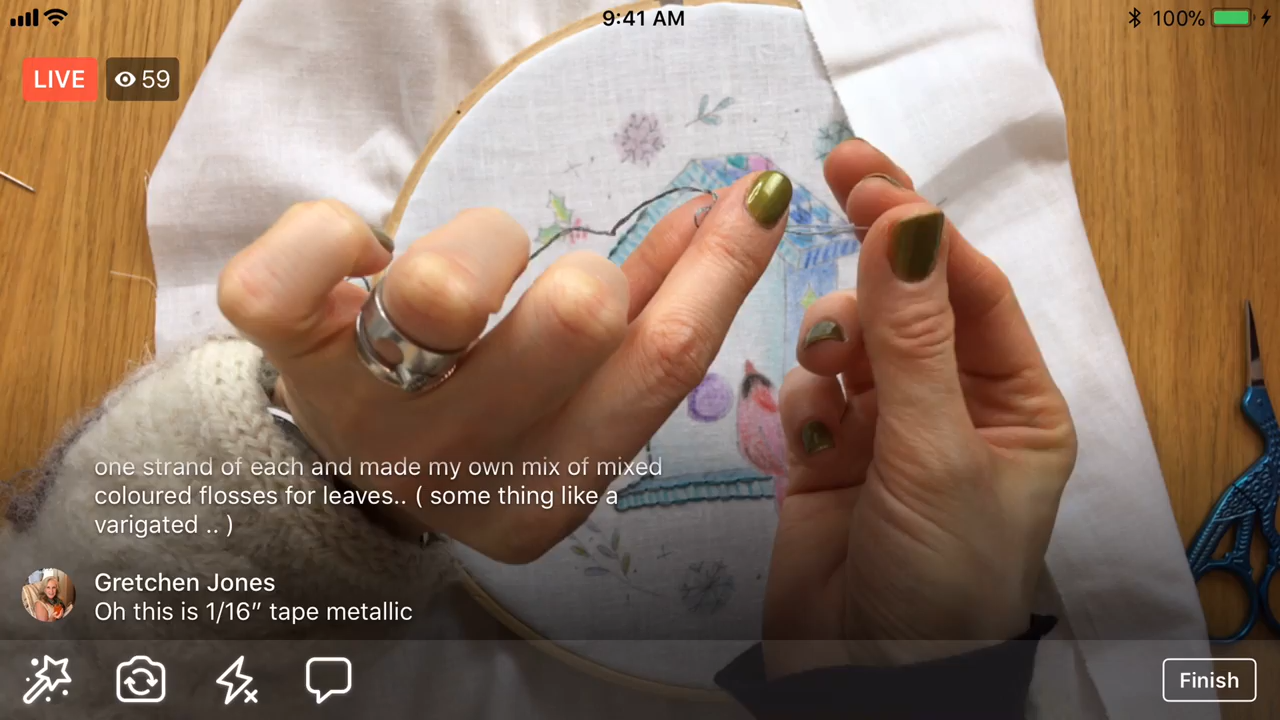 9:41 AM
100%
LIVE
59
one strand of each and made my own mix of mixed
coloured flosses for leaves.. ( some thing like a
varigated .. )
Gretchen Jones
Oh this is 1/16” tape metallic
Finish